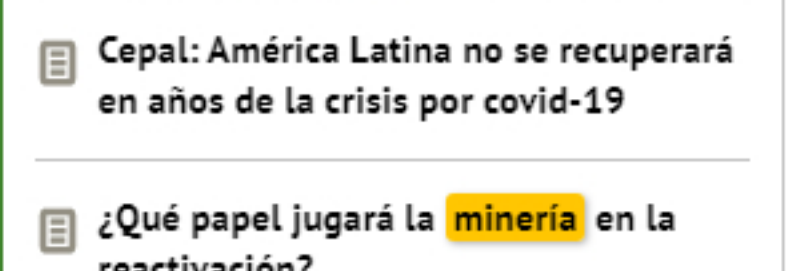 Cepal: América Latina no se recuperará
en años de la crisis por covid-19
¿Qué papel jugará la minería en la
reactivación?